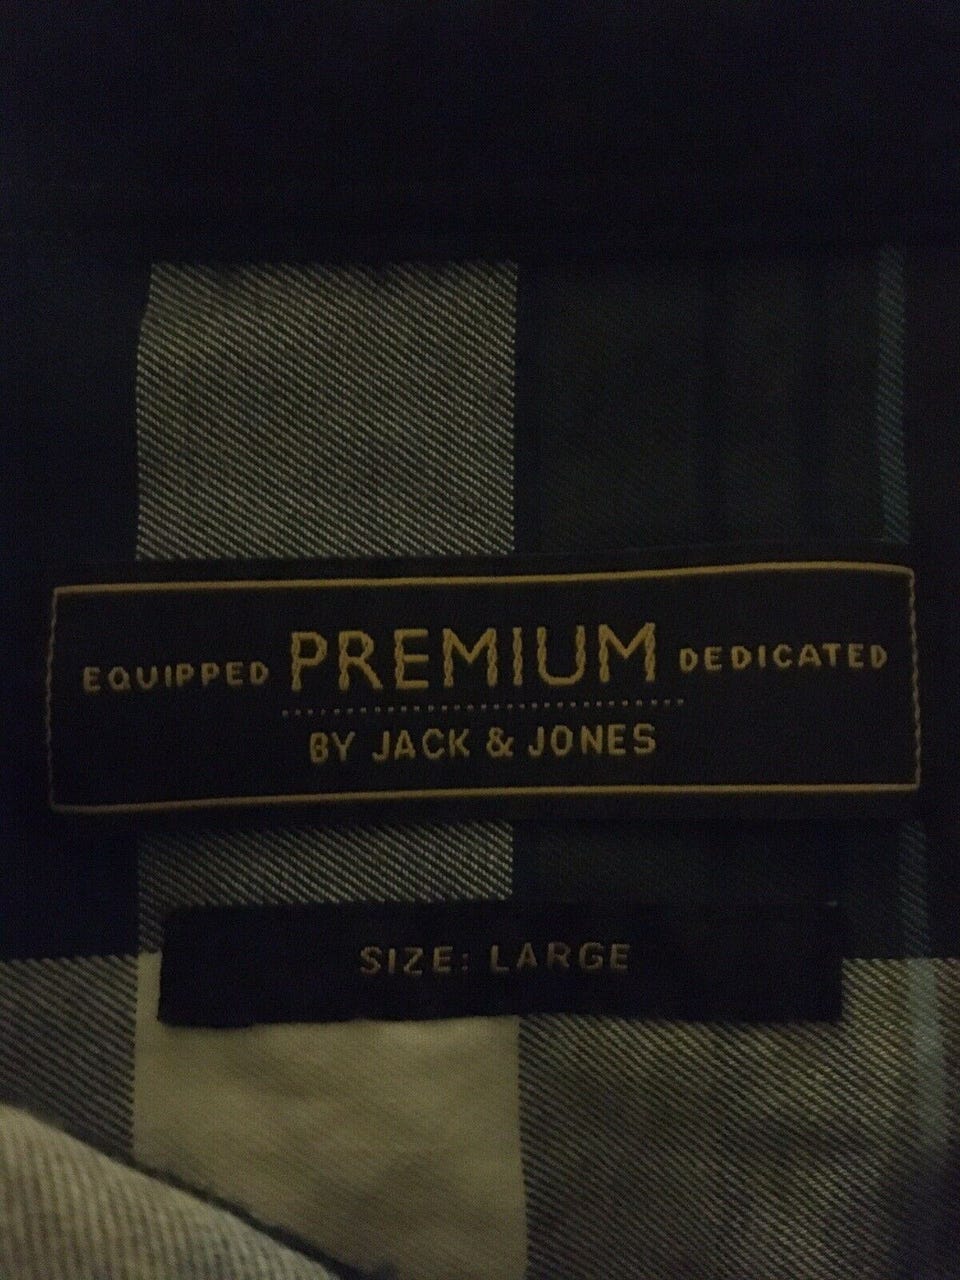 EQUIPPED PREMIUM DEDICATED
BY JACK & JONES
SIZE: LARGE